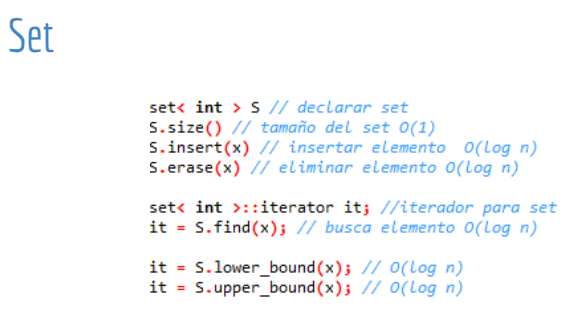 Set
set< int > S // declarar set
S.size() // tamaño del set O(1)
S.insert(x) // insertar elemento  O(log n)
S.erase(x) // eliminar elemento O(log n)
set< int >::iterator it; //iterador para set
it = S.find(x); // busca elemento O(log n)
it = S.lower_bound(x); // O(log n)
it = S.upper_bound(x); // O(log n)